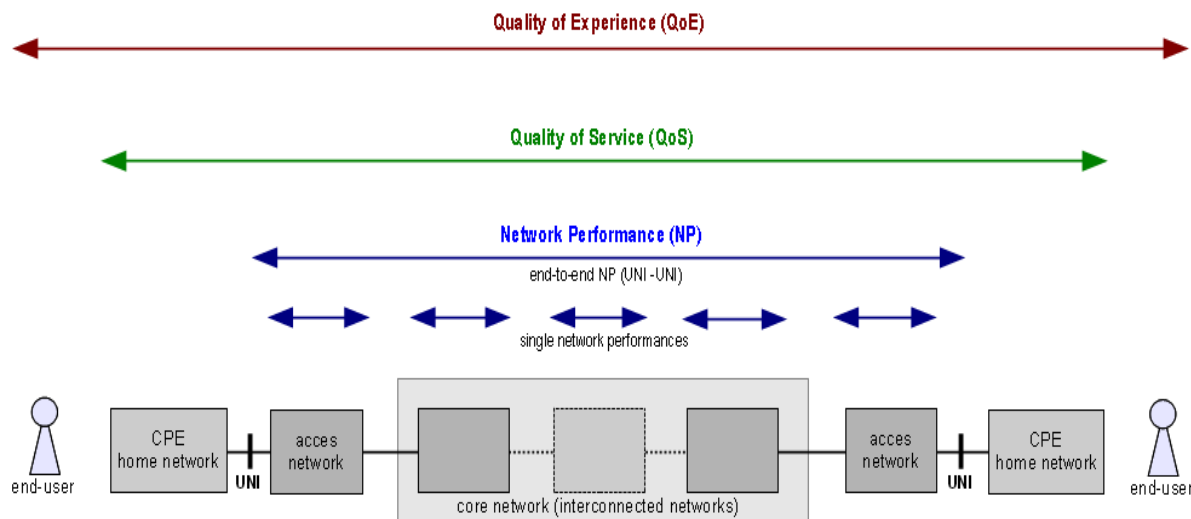 Quality of Experience (QoE)
Quality of Service (QoS)
Network Performance (NP)
end-to-end NP (UNI -UNI)
single network performances
CPE
home network
UNI
acces
network
core network (interconnected networks)
acces
network
UNI
CPE
home network
end-user
end-user